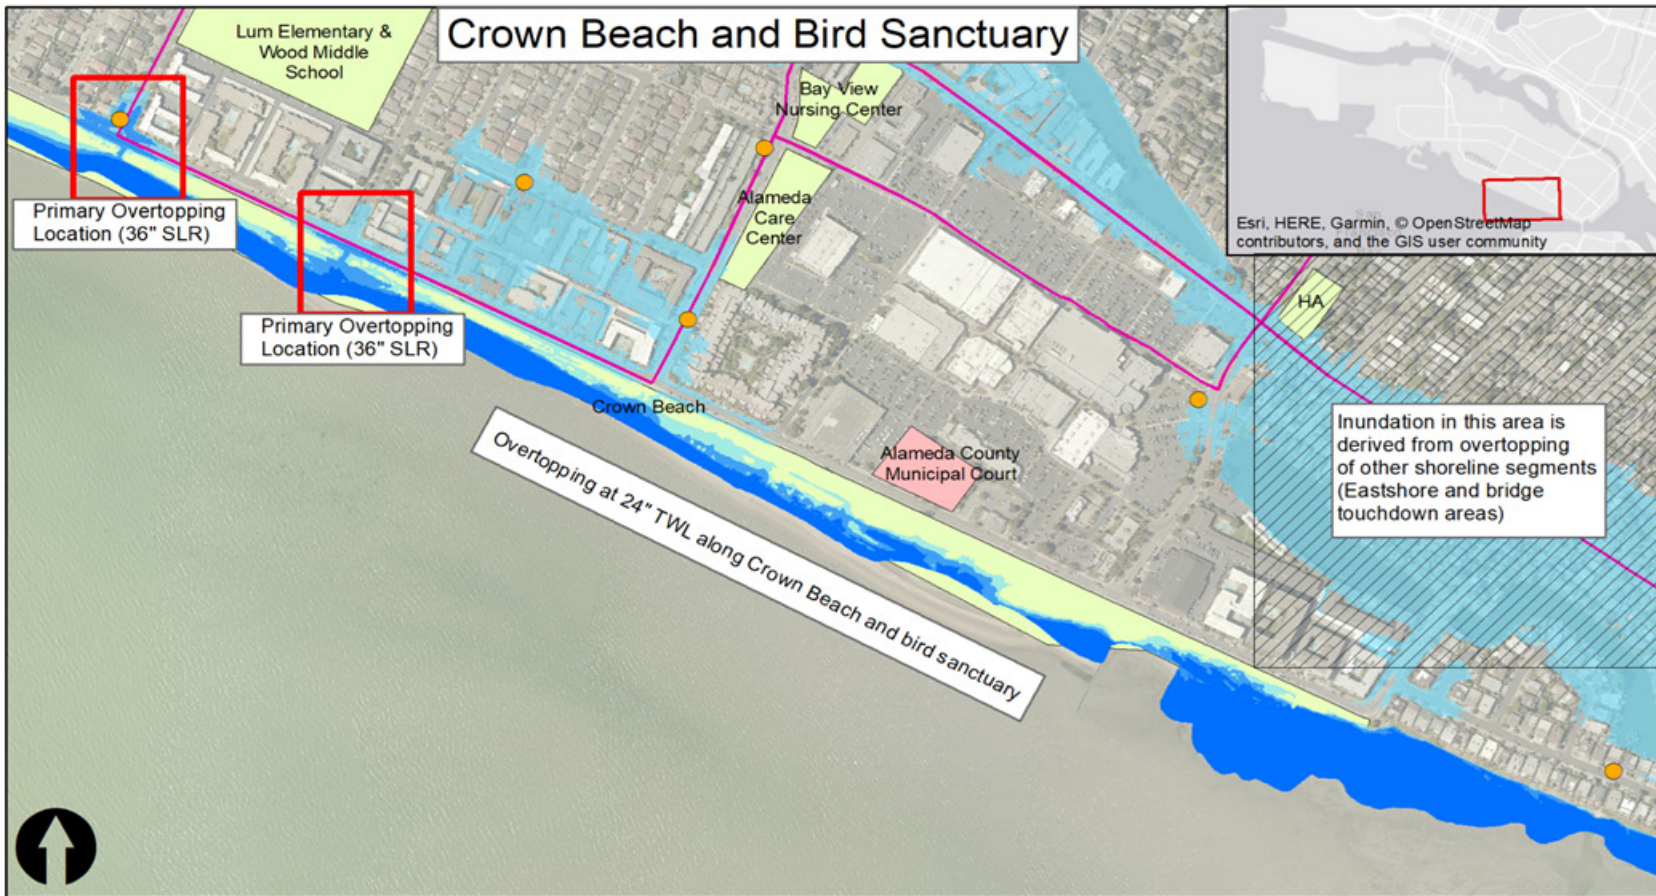 Crown Beach and Bird Sanctuary
Lum Elementary &
Wood Middle
School
Bay View
Nursing Center
Alameda
Care
Center
Primary Overtopping
Location (36" SLR)
Primary Overtopping
Location (36" SLR)
Esri, HERE, Garmin, © OpenStreetMap
contributors, and the GIS user community
HA
Crown Beach
Alameda County
Municipal Court
Inundation in this area is
derived from overtopping
of other shoreline segments
(Eastshore and bridge
touchdown areas)
Overtopping at 24" TWL along Crown Beach and bird sanctuary